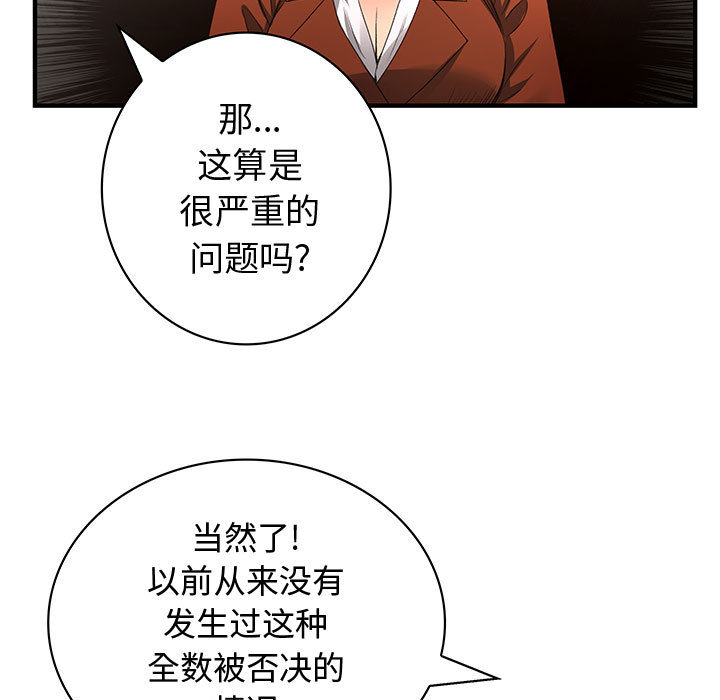 那...
这算是
很严重的
问题吗?
当然了!
以前从来没有
发生过这种
全数被否决的